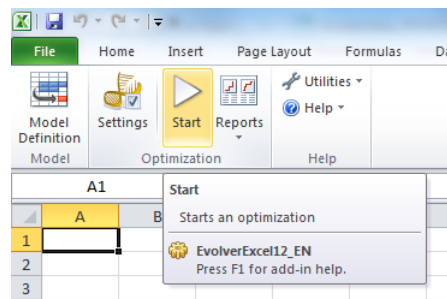 File Home Insert Page Layout Formulas Da
Model Definition Settings Start Reports Utilities
Help
Model Optimization Help
A1
Start
Starts an optimization
EvolverExcel12_EN
Press F1 for add-in help.
A B
1
2
3